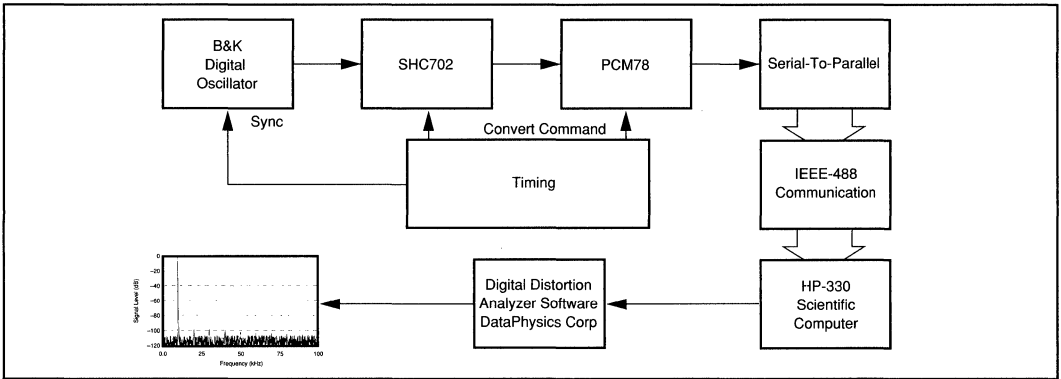 B&K
Digital
Oscillator
SHC702
PCM78
Serial-To-Parallel
Sync
Convert Command
Timing
IEEE-488
Communication
HP-330
Scientific
Computer
Digital Distortion
Analyzer Software
DataPhysics Corp
Signal Level (dB)
0
–20
–40
–60
–80
–100
–120
0.0 25 50 75 100
Frequency (kHz)